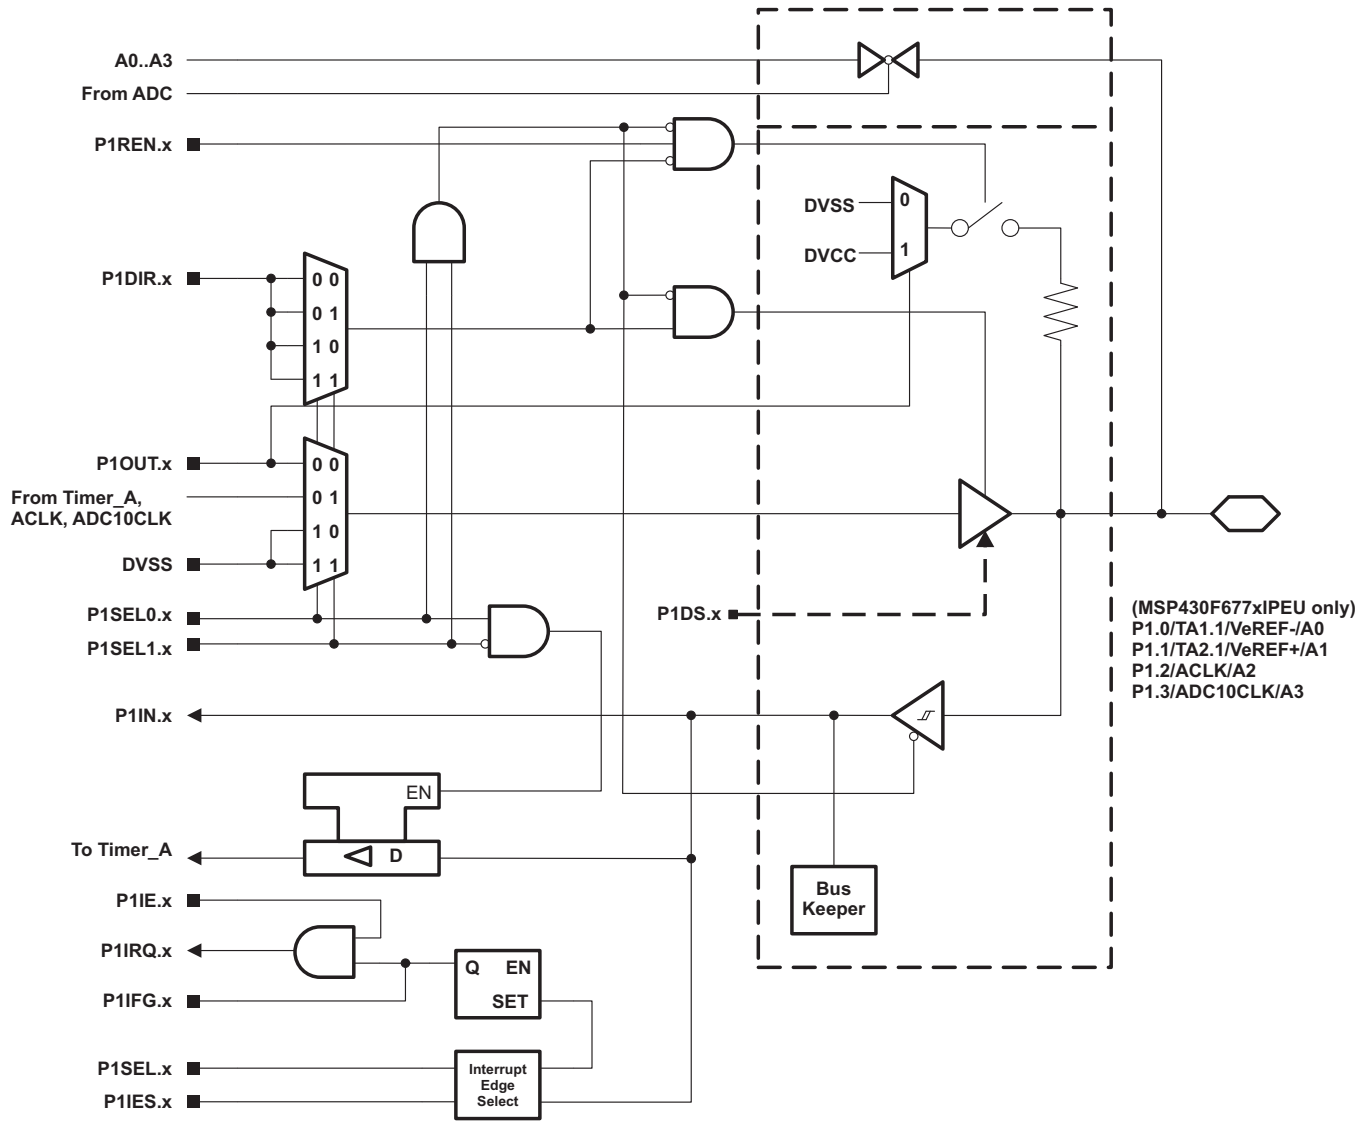 A0..A3
From ADC
P1REN.x
DVSS
0
DVCC
1
P1DIR.x
0 0
0 1
1 0
1 1
P1OUT.x
0 0
From Timer_A,
ACLK, ADC10CLK
0 1
1 0
DVSS
1 1
P1SEL0.x
P1SEL1.x
P1DS.x
(MSP430F677xIPEU only)
P1.0/TA1.1/VeREF-/A0
P1.1/TA2.1/VeREF+/A1
P1.2/ACLK/A2
P1.3/ADC10CLK/A3
P1IN.x
EN
To Timer_A
D
Bus
Keeper
P1IE.x
P1IRQ.x
Q EN
SET
P1IFG.x
P1SEL.x
P1IES.x
Interrupt
Edge
Select